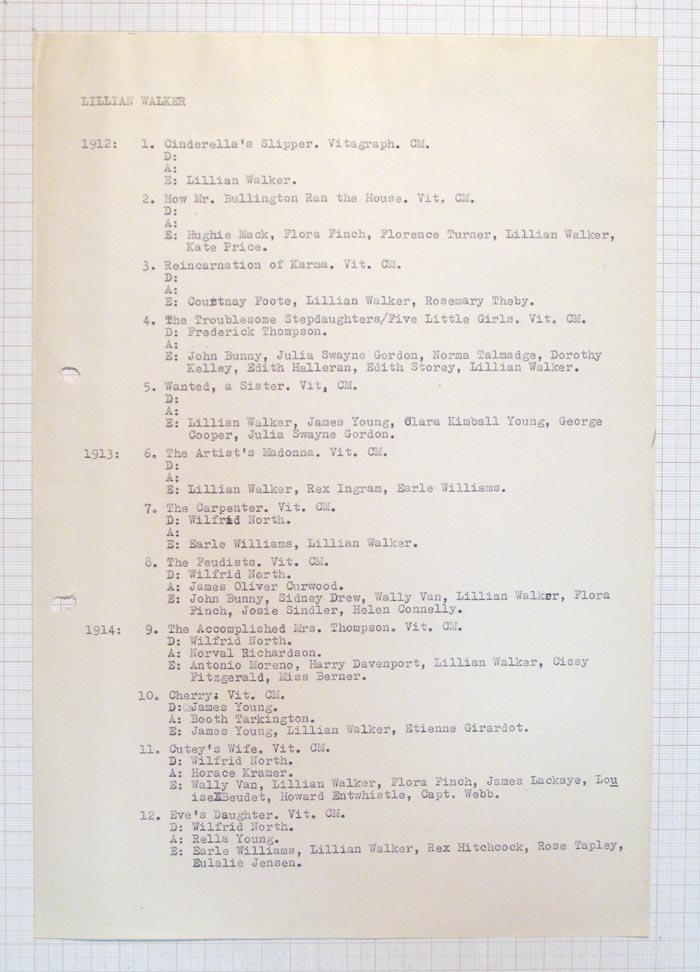 LILLIAN WALKER
1912: 1. Cinderella's Slipper. Vitagraph. CM.
D:
A:
E: Lillian Walker.
2. How Mr. Bullington Ran the House. Vit. CM.
D:
A:
E: Hughie Mack, Flora Finch, Florence Turner, Lillian Walker,
Kate Price.
3. Reincarnation of Karma. Vit. CM.
D:
A:
E: Courtnay Foote, Lillian Walker, Rosemary Theby.
4. The Troublesome Stepdaughters/Five Little Girls. Vit. CM.
D: Frederick Thompson.
A:
E: John Bunny, Julia Swayne Gordon, Norma Talmadge, Dorothy
Kelley, Edith Halleran, Edith Storey, Lillian Walker.
5. Wanted, a Sister. Vit, CM.
D:
A:
E: Lillian Walker, James Young, Clara Kimball Young, George
Cooper, Julia Swayne Gordon.
1913: 6. The Artist's Madonna. Vit. CM.
D:
A:
E: Lillian Walker, Rex Ingram, Earle Williams.
7. The Carpenter. Vit. CM.
D: Wilfrid North.
A:
E: Earle Williams, Lillian Walker.
8. The Feudists. Vit. CM.
D: Wilfrid North.
A: James Oliver Curwood.
E: John Bunny, Sidney Drew, Wally Van, Lillian Walker, Flora
Finch, Josie Sindler, Helen Connelly.
1914: 9. The Accomplished Mrs. Thompson. Vit. CM.
D: Wilfrid North.
A: Norval Richardson.
E: Antonio Moreno, Harry Davenport, Lillian Walker, Cissy
Fitzgerald, Miss Berner.
10. Cherry. Vit. CM.
D: James Young.
A: Booth Tarkington.
E: James Young, Lillian Walker, Etienne Girardot.
11. Cutey's Wife. Vit. CM.
D: Wilfrid North.
A: Horace Kramer.
E: Wally Van, Lillian Walker, Flora Finch, James Lackaye, Lou
ise Beudet, Howard Entwhistle, Capt. Webb.
12. Eve's Daughter. Vit. CM.
D: Wilfrid North.
A: Rella Young.
E: Earle Williams, Lillian Walker, Rex Hitchcock, Rose Tapley,
Eulalie Jensen.